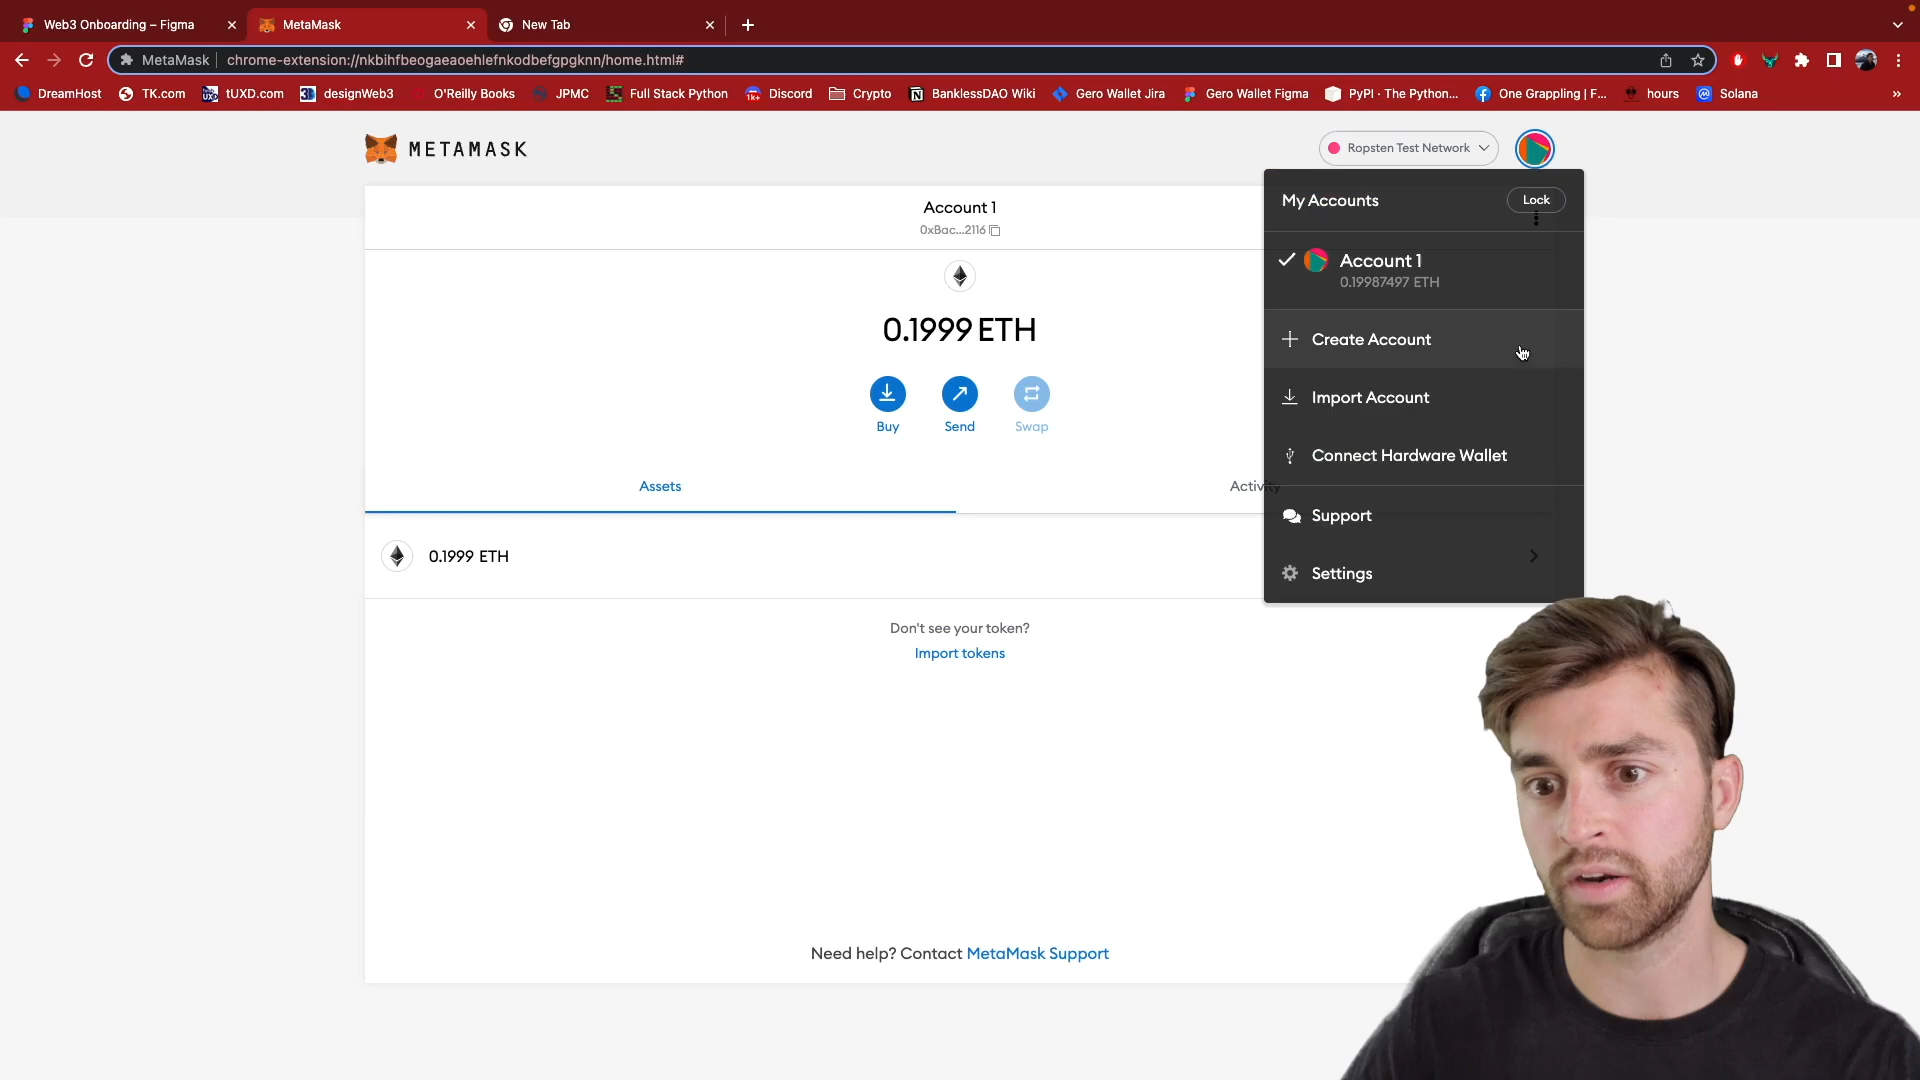 Web3 Onboarding – Figma
MetaMask
New Tab
MetaMask
chrome-extension://nkbihfbeogaeaoehlefnkodbefgpgknn/home.html#
DreamHost
TK.com
tUXD.com
designWeb3
O'Reilly Books
JPMC
Full Stack Python
Discord
Crypto
BanklessDAO Wiki
Gero Wallet Jira
Gero Wallet Figma
PyPI · The Python...
One Grappling | F...
hours
Solana
METAMASK
Ropsten Test Network
My Accounts
Lock
Account 1
0xBac...2116
Account 1
0.19987497 ETH
0.1999 ETH
Create Account
Buy
Send
Swap
Import Account
Connect Hardware Wallet
Assets
Activity
Support
0.1999 ETH
Settings
Don't see your token?
Import tokens
Need help? Contact MetaMask Support